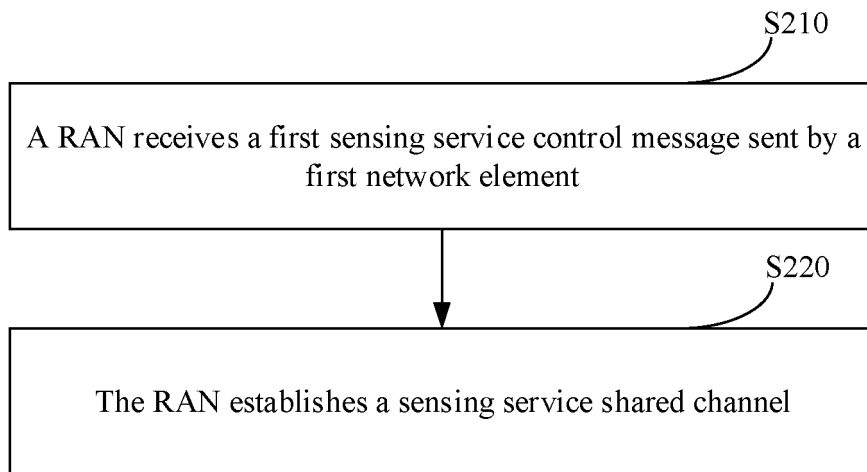 S210
A RAN receives a first sensing service control message sent by a
first network element
S220
The RAN establishes a sensing service shared channel